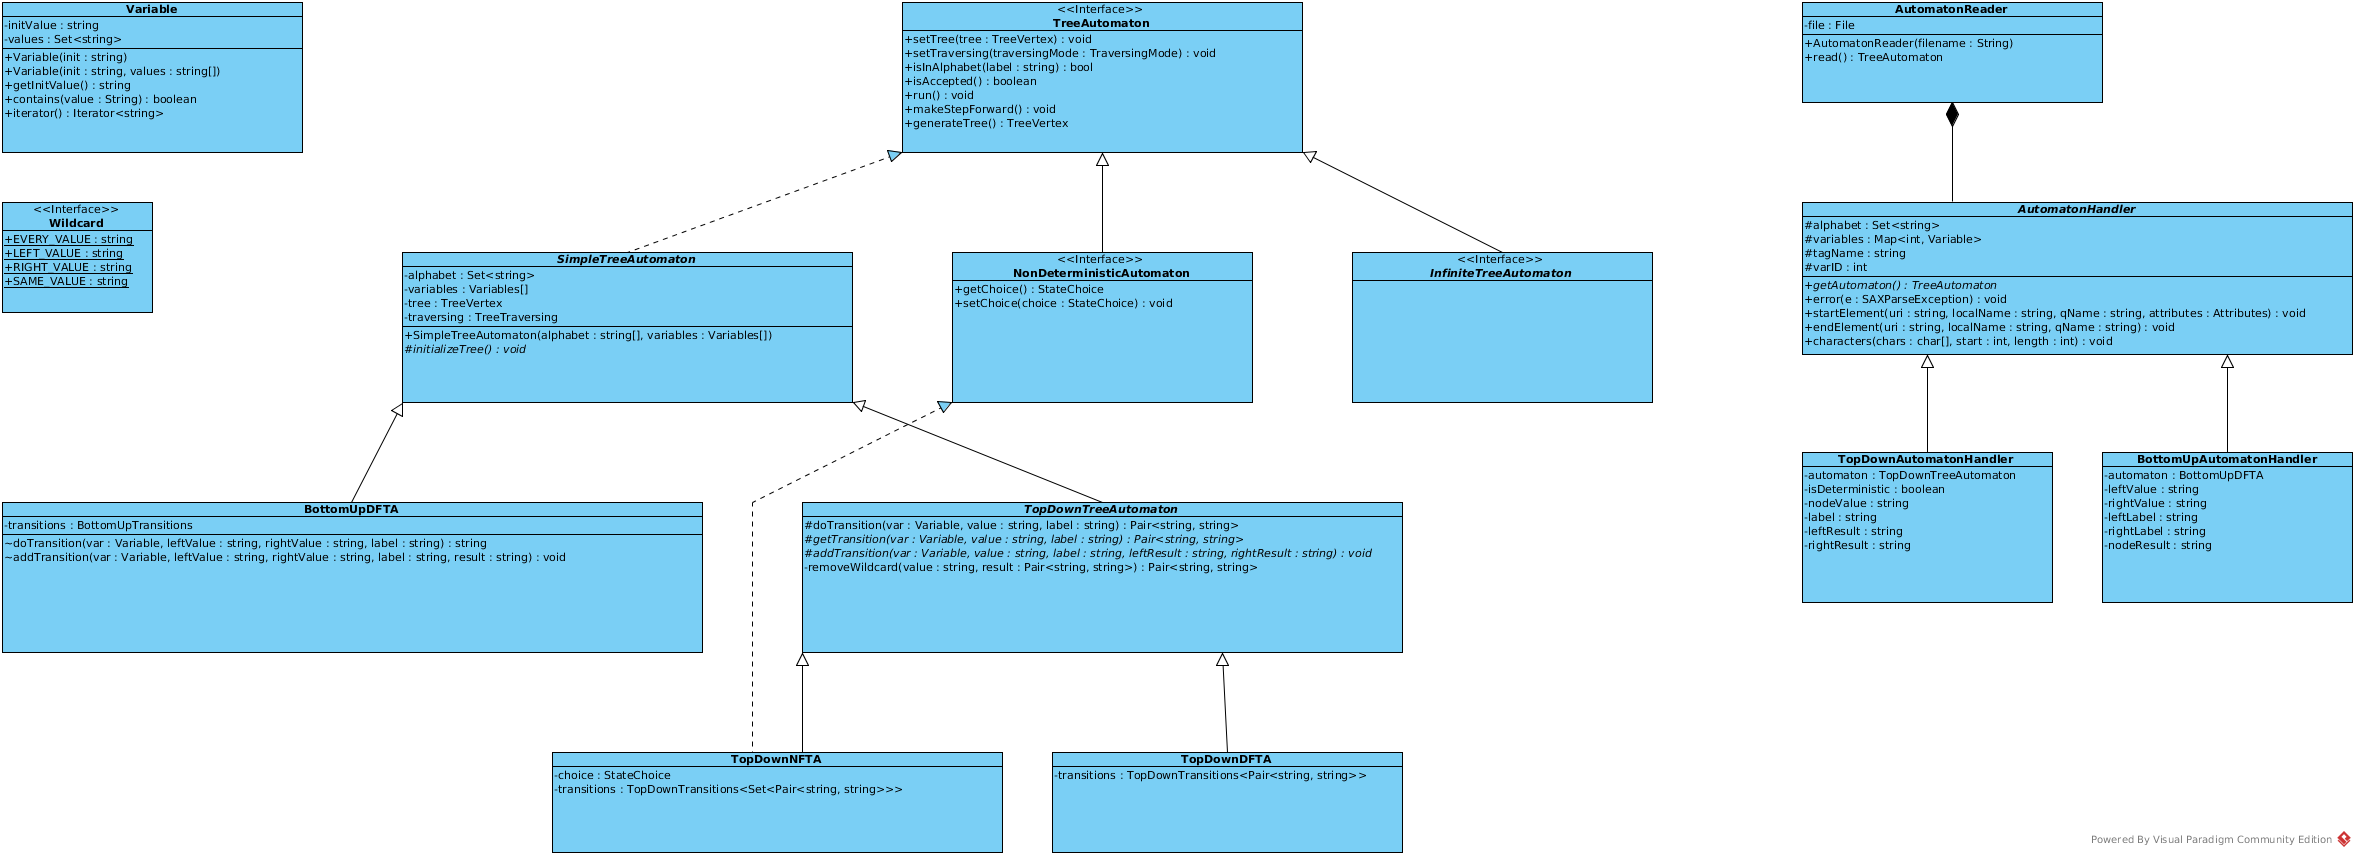 Variable
-initValue : string
-values : Set<string>
+Variable(init : string)
+Variable(init : string, values : string[])
+getInitValue() : string
+contains(value : String) : boolean
+iterator() : Iterator<string>
<<Interface>>
TreeAutomaton
+setTree(tree : TreeVertex) : void
+setTraversing(traversingMode : TraversingMode) : void
+isInAlphabet(label : string) : bool
+isAccepted() : boolean
+run() : void
+makeStepForward() : void
+generateTree() : TreeVertex
AutomatonReader
-file : File
+AutomatonReader(filename : String)
+read() : TreeAutomaton
<<Interface>>
Wildcard
+EVERY_VALUE : string
+LEFT_VALUE : string
+RIGHT_VALUE : string
+SAME_VALUE : string
SimpleTreeAutomaton
-alphabet : Set<string>
-variables : Variables[]
-tree : TreeVertex
-traversing : TreeTraversing
+SimpleTreeAutomaton(alphabet : string[], variables : Variables[])
#initializeTree() : void
<<Interface>>
NonDeterministicAutomaton
+getChoice() : StateChoice
+setChoice(choice : StateChoice) : void
<<Interface>>
InfiniteTreeAutomaton
AutomatonHandler
#alphabet : Set<string>
#variables : Map<int, Variable>
#tagName : string
#varID : int
+getAutomaton() : TreeAutomaton
+error(e : SAXParseException) : void
+startElement(uri : string, localName : string, qName : string, attributes : Attributes) : void
+endElement(uri : string, localName : string, qName : string) : void
+characters(chars : char[], start : int, length : int) : void
BottomUpDFTA
-transitions : BottomUpTransitions
~doTransition(var : Variable, leftValue : string, rightValue : string, label : string) : string
~addTransition(var : Variable, leftValue : string, rightValue : string, label : string, result : string) : void
TopDownTreeAutomaton
#doTransition(var : Variable, value : string, label : string) : Pair<string, string>
#getTransition(var : Variable, value : string, label : string) : Pair<string, string>
#addTransition(var : Variable, value : string, label : string, leftResult : string, rightResult : string) : void
-removeWildcard(value : string, result : Pair<string, string>) : Pair<string, string>
TopDownAutomatonHandler
-automaton : TopDownTreeAutomaton
-isDeterministic : boolean
-nodeValue : string
-label : string
-leftResult : string
-rightResult : string
BottomUpAutomatonHandler
-automaton : BottomUpDFTA
-leftValue : string
-rightValue : string
-leftLabel : string
-rightLabel : string
-nodeResult : string
TopDownNFTA
-choice : StateChoice
-transitions : TopDownTransitions<Set<Pair<string, string>>>
TopDownDFTA
-transitions : TopDownTransitions<Pair<string, string>>
Powered By Visual Paradigm Community Edition